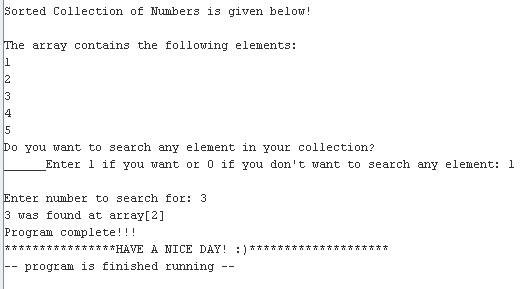 Sorted Collection of Numbers is given below!
The array contains the following elements:
1
2
3
4
5
Do you want to search any element in your collection?
______Enter 1 if you want or 0 if you don't want to search any element: 1
Enter number to search for: 3
3 was found at array[2]
Program complete!!!
****************HAVE A NICE DAY! :)********************
-- program is finished running --